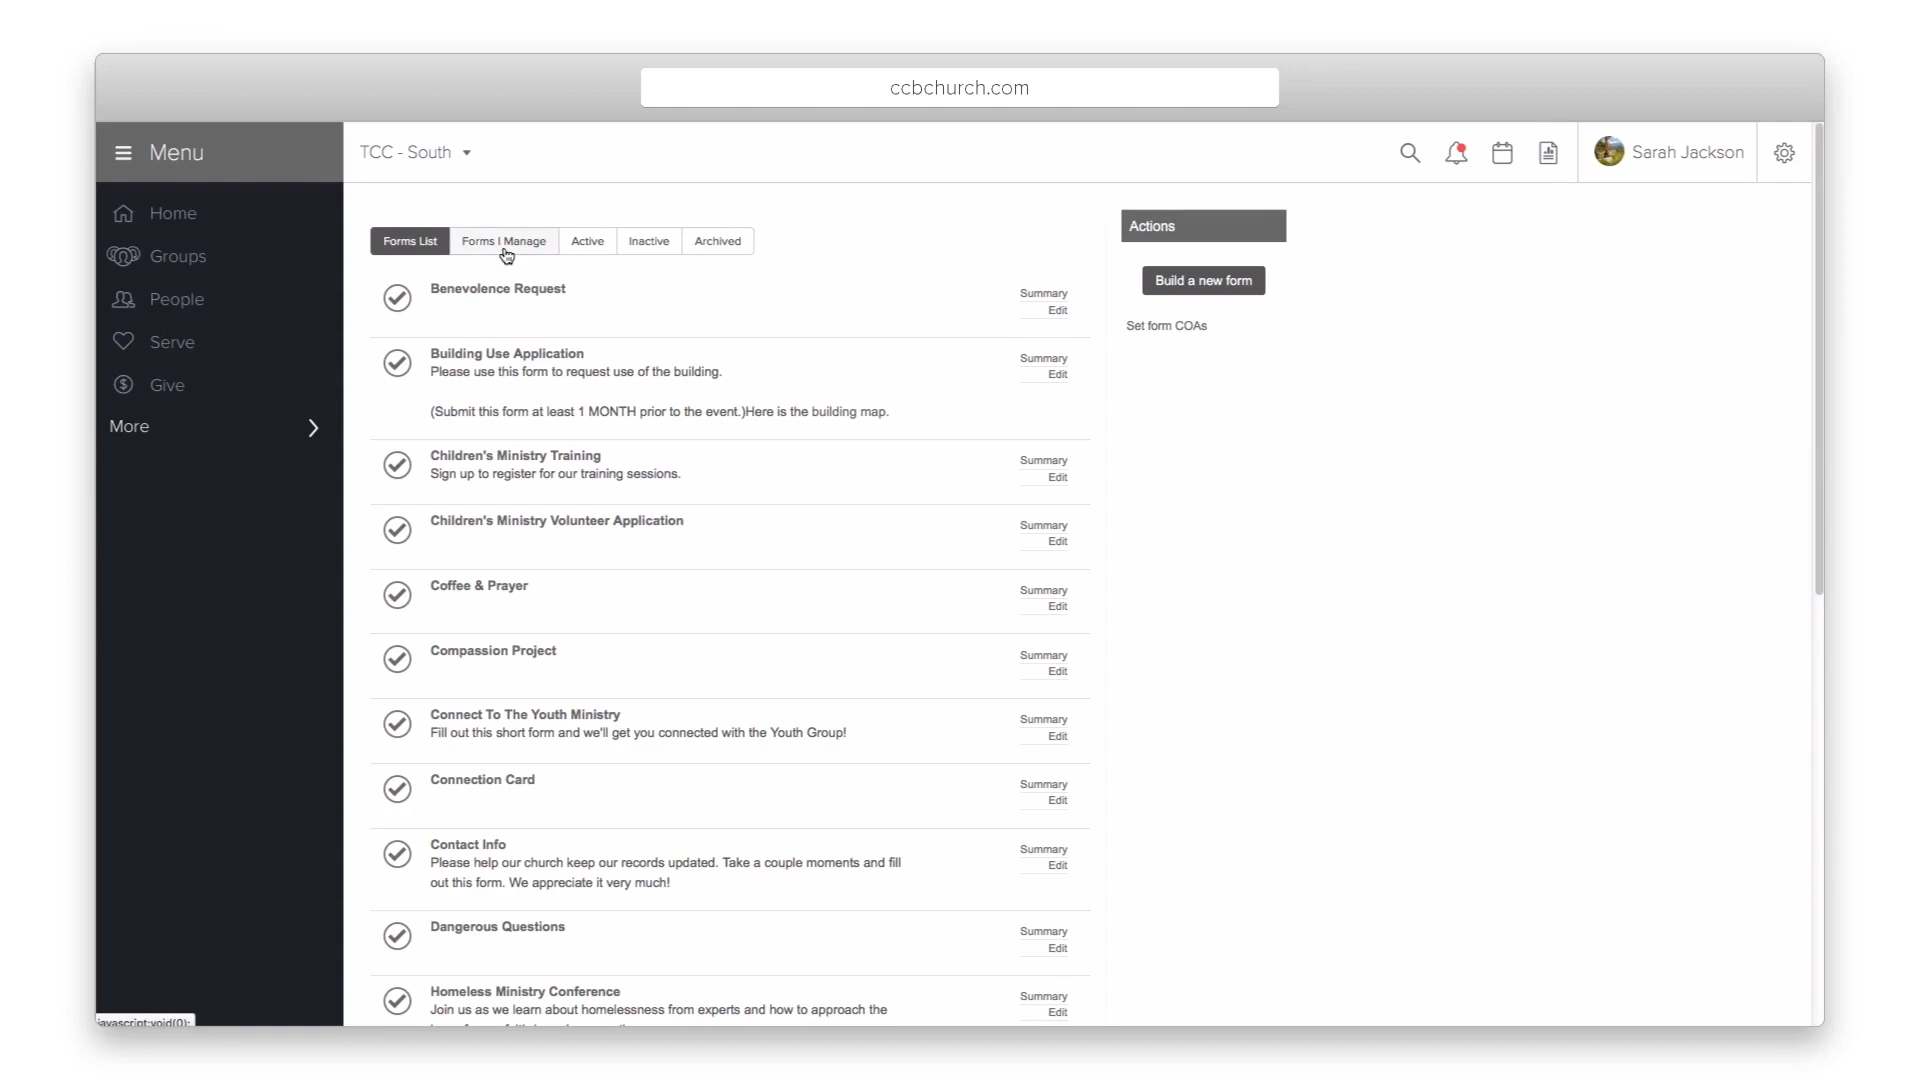 ccbchurch.com
Menu
TCC - South
Sarah Jackson
Home
Groups
People
Serve
Give
More
Forms List
Forms I Manage
Active
Inactive
Archived
Actions
Build a new form
Set form COAs
Benevolence Request
Summary
Edit
Building Use Application
Please use this form to request use of the building.
(Submit this form at least 1 MONTH prior to the event.)Here is the building map.
Summary
Edit
Children's Ministry Training
Sign up to register for our training sessions.
Summary
Edit
Children's Ministry Volunteer Application
Summary
Edit
Coffee & Prayer
Summary
Edit
Compassion Project
Summary
Edit
Connect To The Youth Ministry
Fill out this short form and we'll get you connected with the Youth Group!
Summary
Edit
Connection Card
Summary
Edit
Contact Info
Please help our church keep our records updated. Take a couple moments and fill
out this form. We appreciate it very much!
Summary
Edit
Dangerous Questions
Summary
Edit
Homeless Ministry Conference
Join us as we learn about homelessness from experts and how to approach the
Summary
Edit
javascript:void(0);